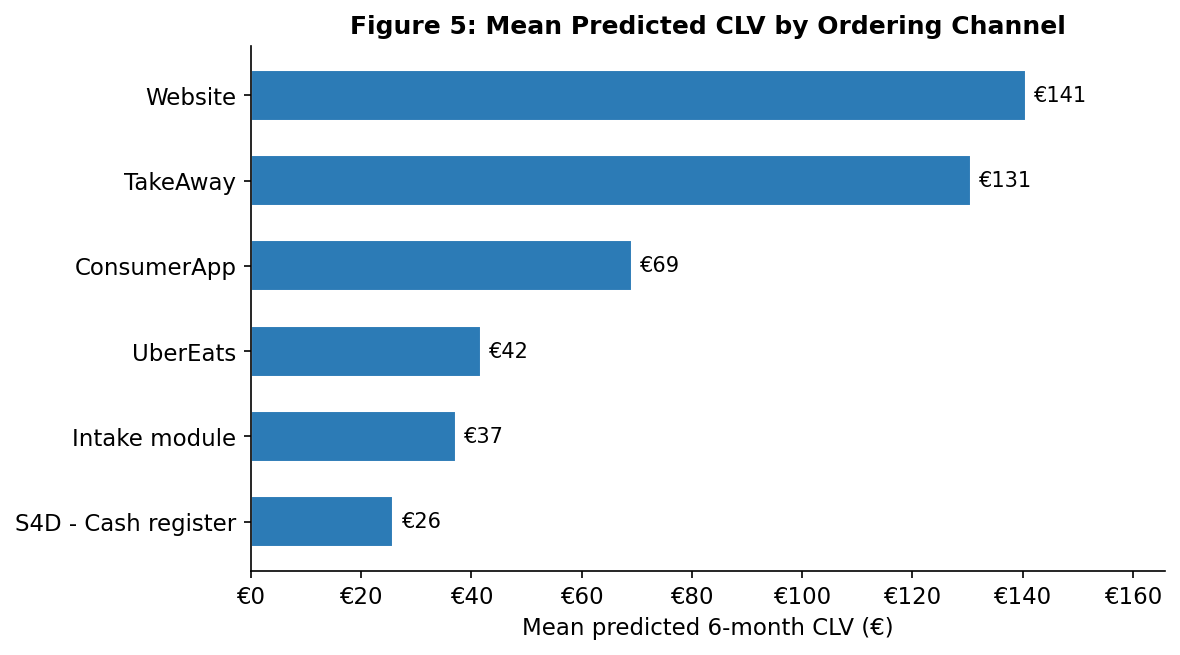 Figure 5: Mean Predicted CLV by Ordering Channel
Website €141
TakeAway €131
ConsumerApp €69
UberEats €42
Intake module €37
S4D - Cash register €26
€0 €20 €40 €60 €80 €100 €120 €140 €160
Mean predicted 6-month CLV (€)